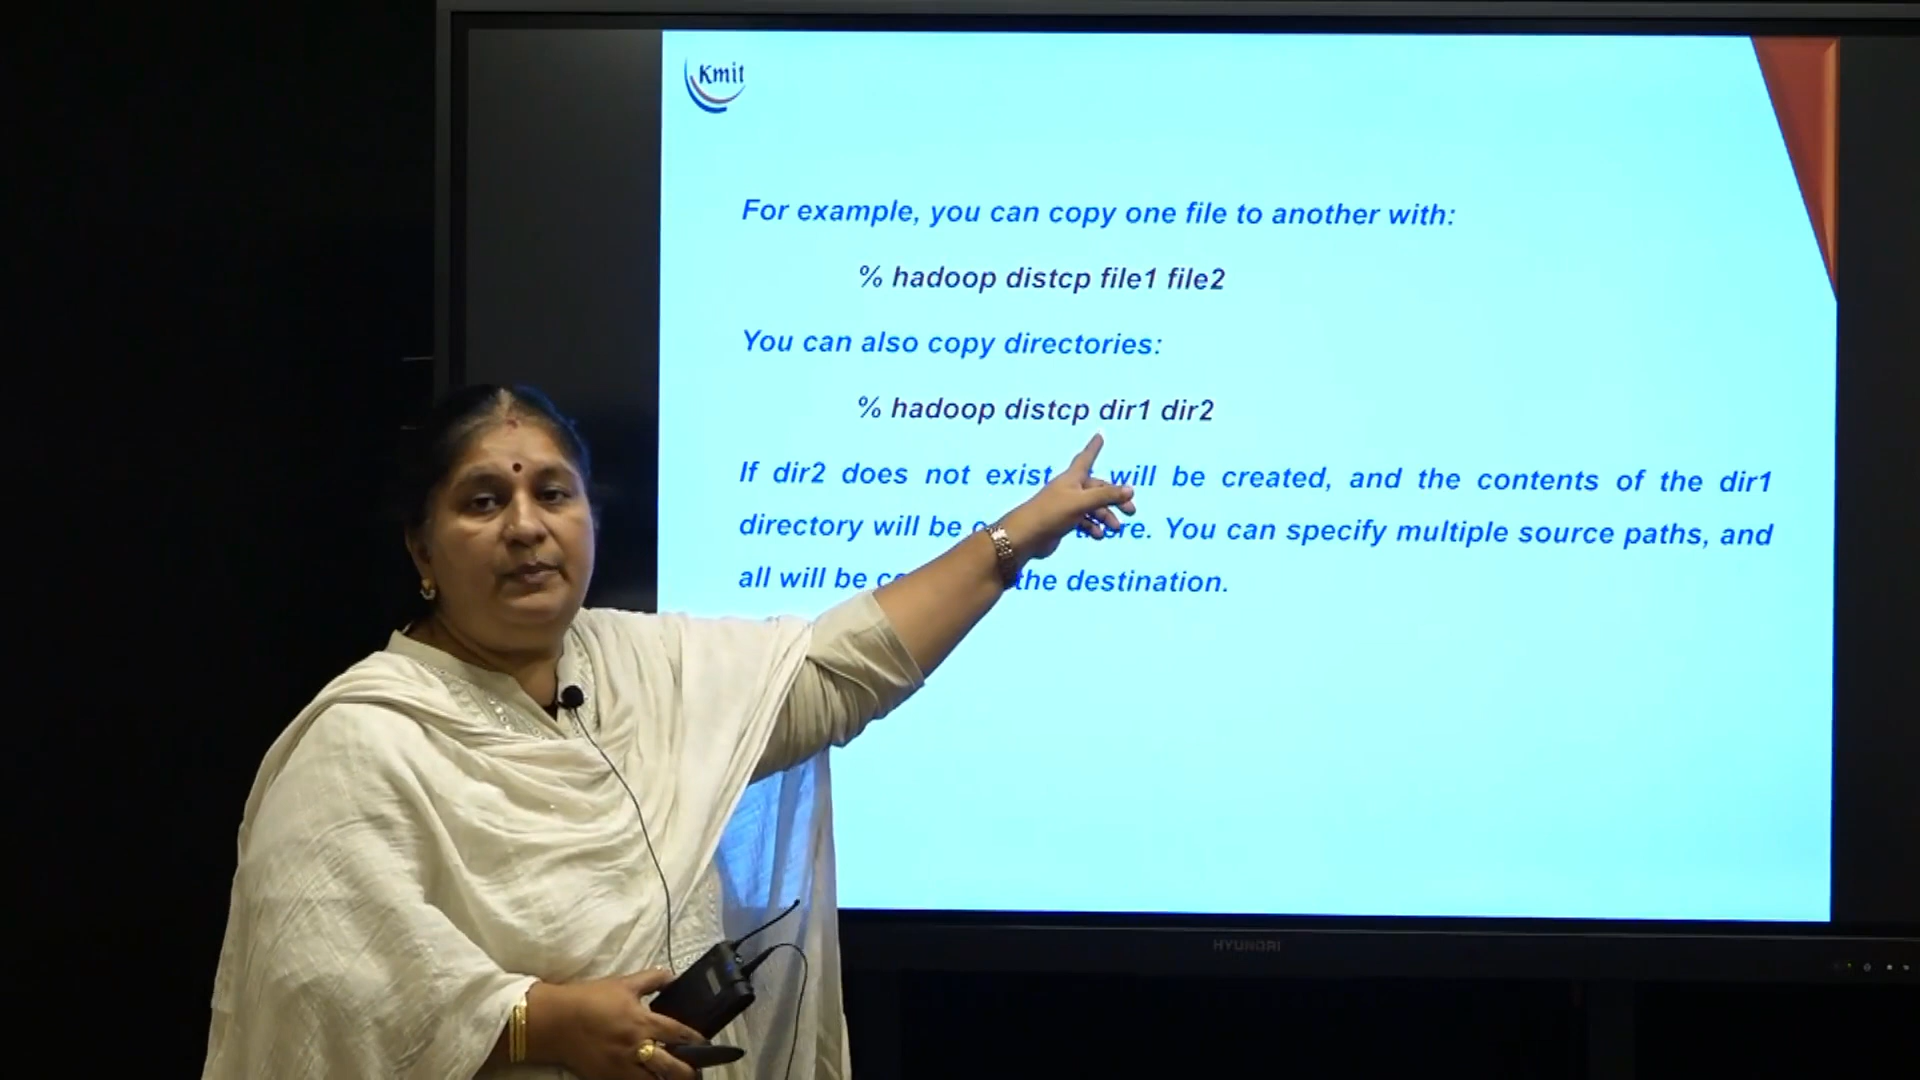 Kmit
For example, you can copy one file to another with:
% hadoop distcp file1 file2
You can also copy directories:
% hadoop distcp dir1 dir2
If dir2 does not exist will be created, and the contents of the dir1
directory will be You can specify multiple source paths, and
all will be the destination.
HYUNDAI